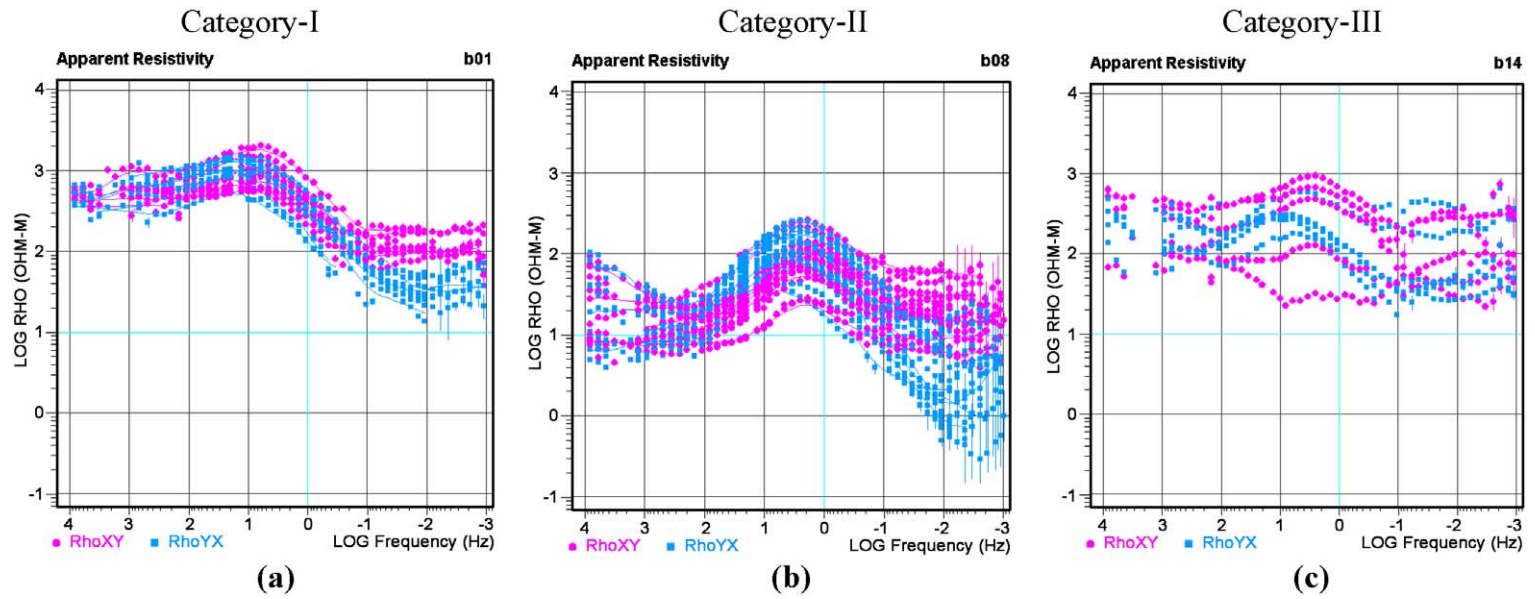 Category-I
Apparent Resistivity b01
LOG RHO (OHM-M)
4
3
2
1
0
-1
4 3 2 1 0 -1 -2 -3
RhoXY RhoYX LOG Frequency (Hz)
(a)
Category-II
Apparent Resistivity b08
LOG RHO (OHM-M)
4
3
2
1
0
-1
4 3 2 1 0 -1 -2 -3
RhoXY RhoYX LOG Frequency (Hz)
(b)
Category-III
Apparent Resistivity b14
LOG RHO (OHM-M)
4
3
2
1
0
-1
4 3 2 1 0 -1 -2 -3
RhoXY RhoYX LOG Frequency (Hz)
(c)